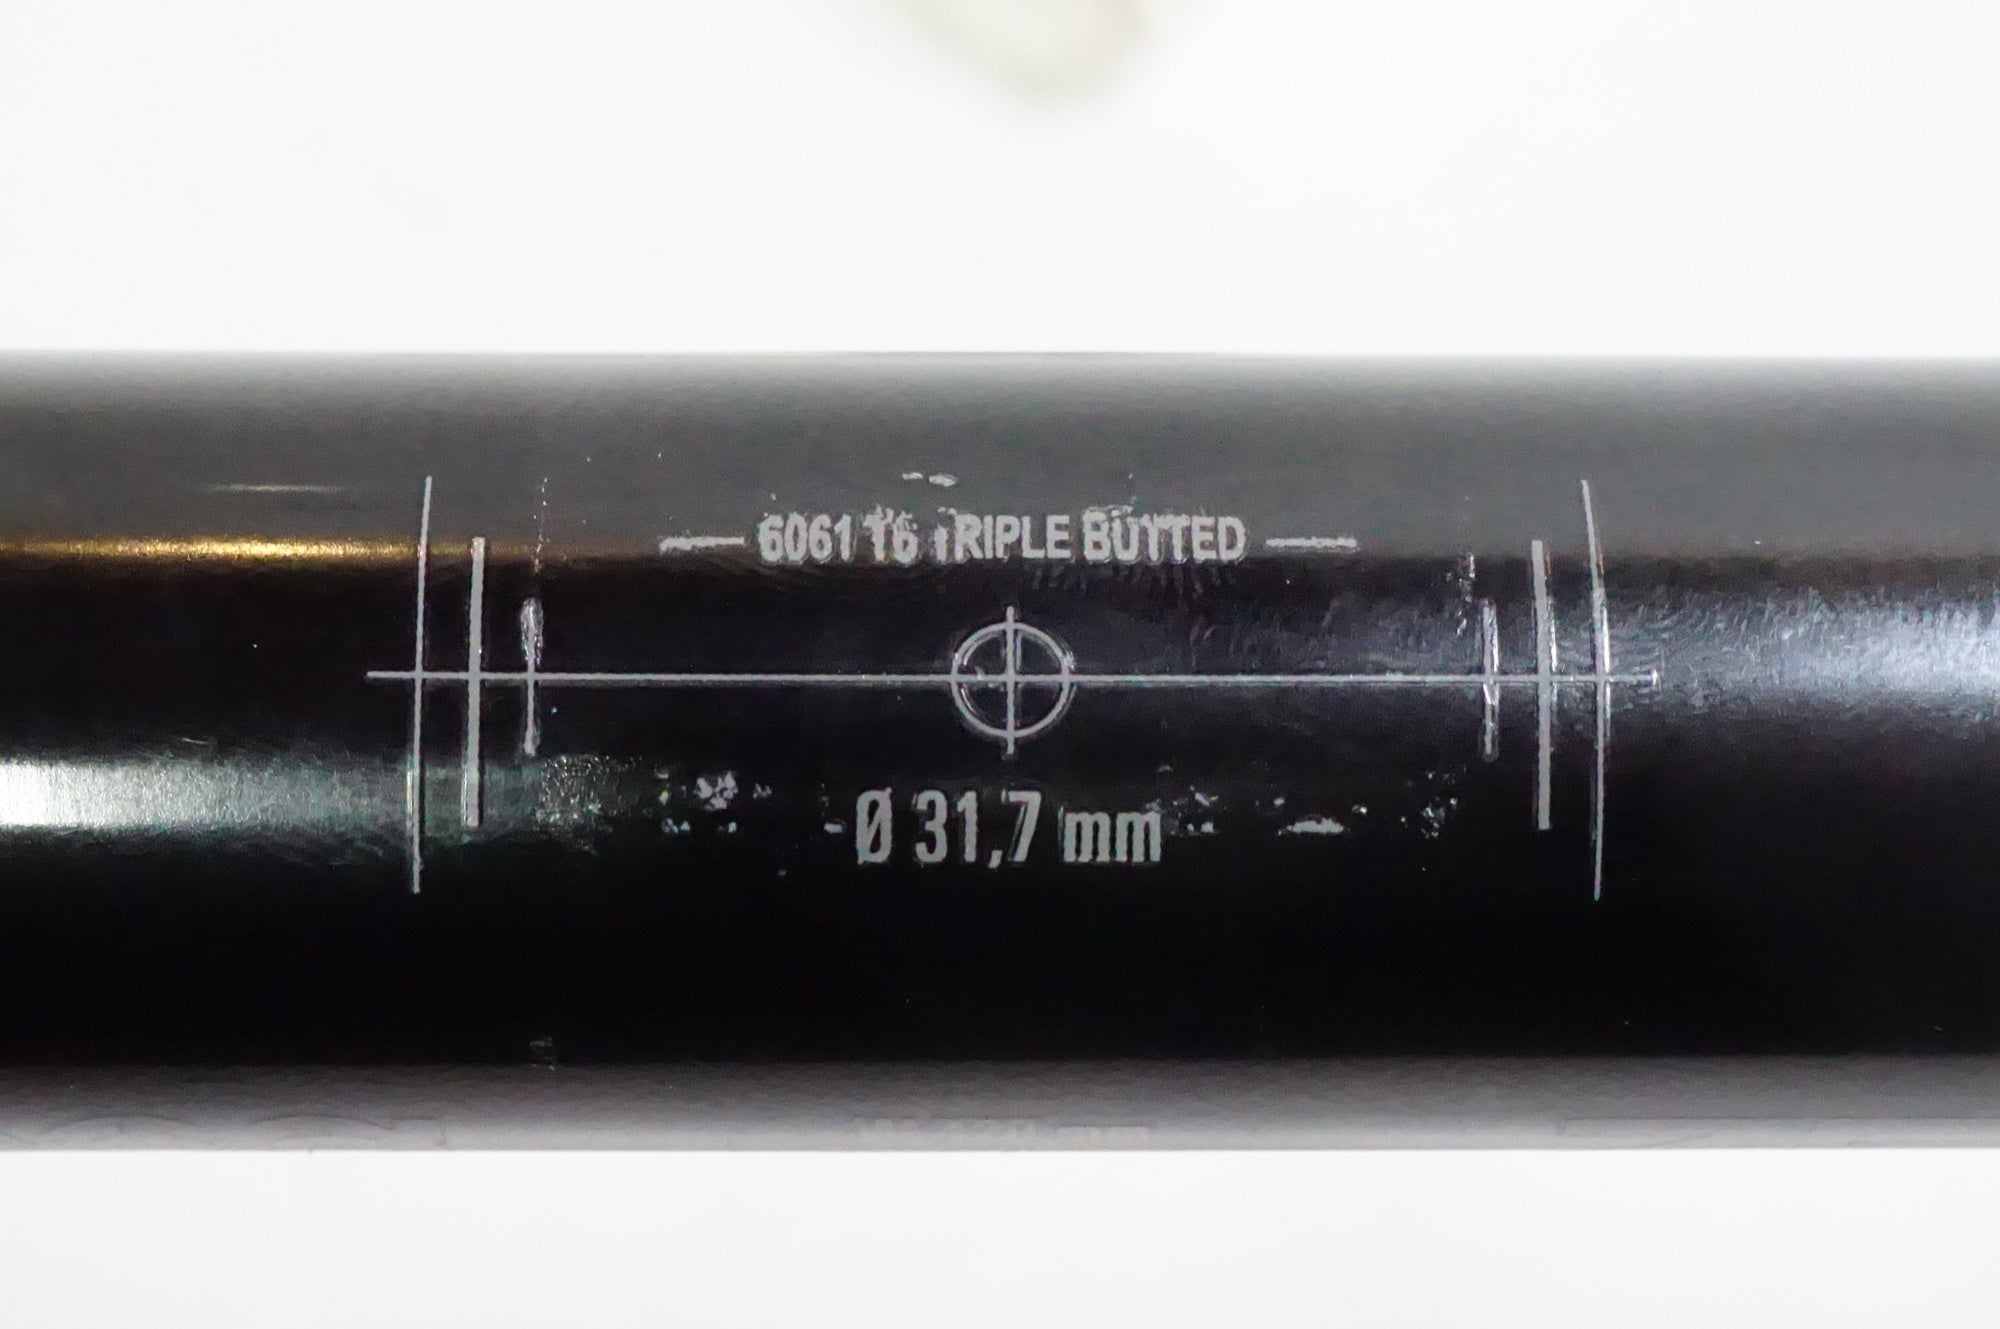 6061 T6 TRIPLE BUTTED
Ø 31,7 mm